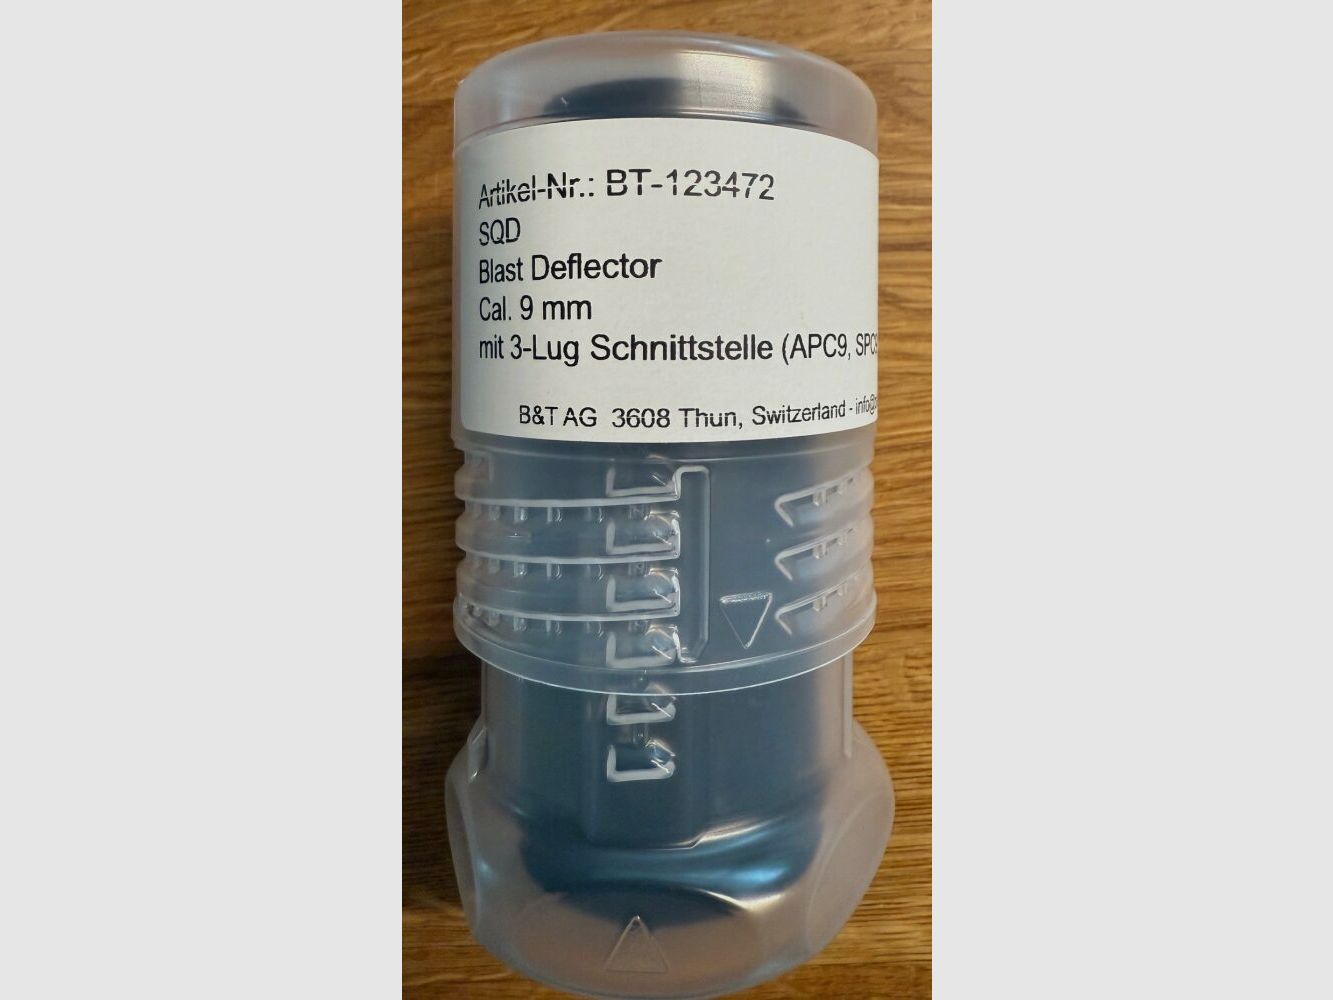 Artikel-Nr.: BT-123472
SQD
Blast Deflector
Cal. 9 mm
mit 3-Lug Schnittstelle (APC9,
B&T AG 3608 Thun, Switzerland -